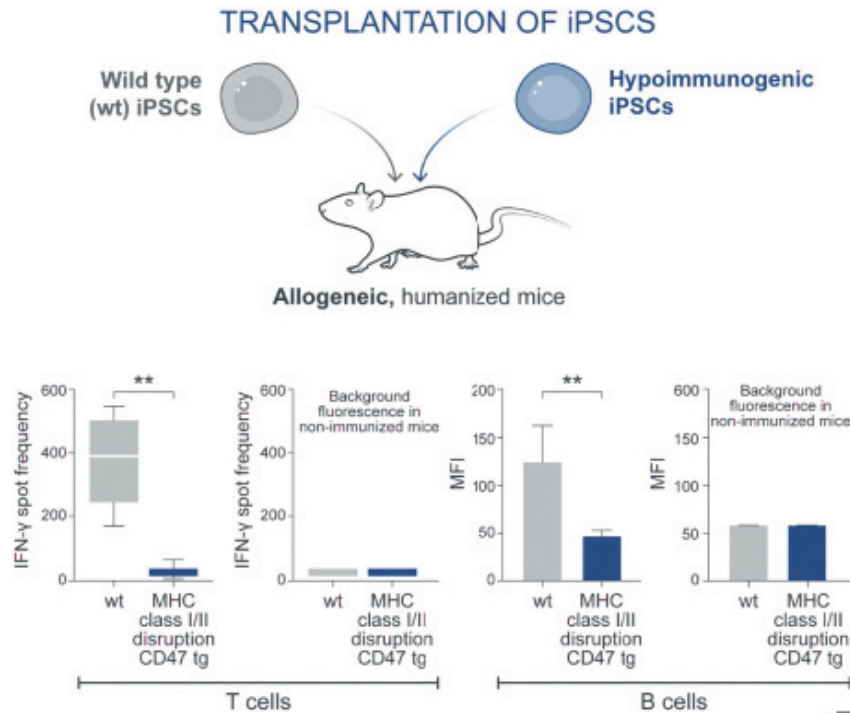 TRANSPLANTATION OF iPSCS
Wild type
(wt) iPSCs
Hypoimmunogenic
iPSCs
Allogeneic, humanized mice
IFN-γ spot frequency
600
400
200
0
**
wt
MHC
class I/II
disruption
CD47 tg
IFN-γ spot frequency
600
400
200
0
Background
fluorescence in
non-immunized mice
wt
MHC
class I/II
disruption
CD47 tg
T cells
MFI
200
150
100
50
0
**
wt
MHC
class I/II
disruption
CD47 tg
MFI
600
150
100
50
0
Background
fluorescence in
non-immunized mice
wt
MHC
class I/II
disruption
CD47 tg
B cells